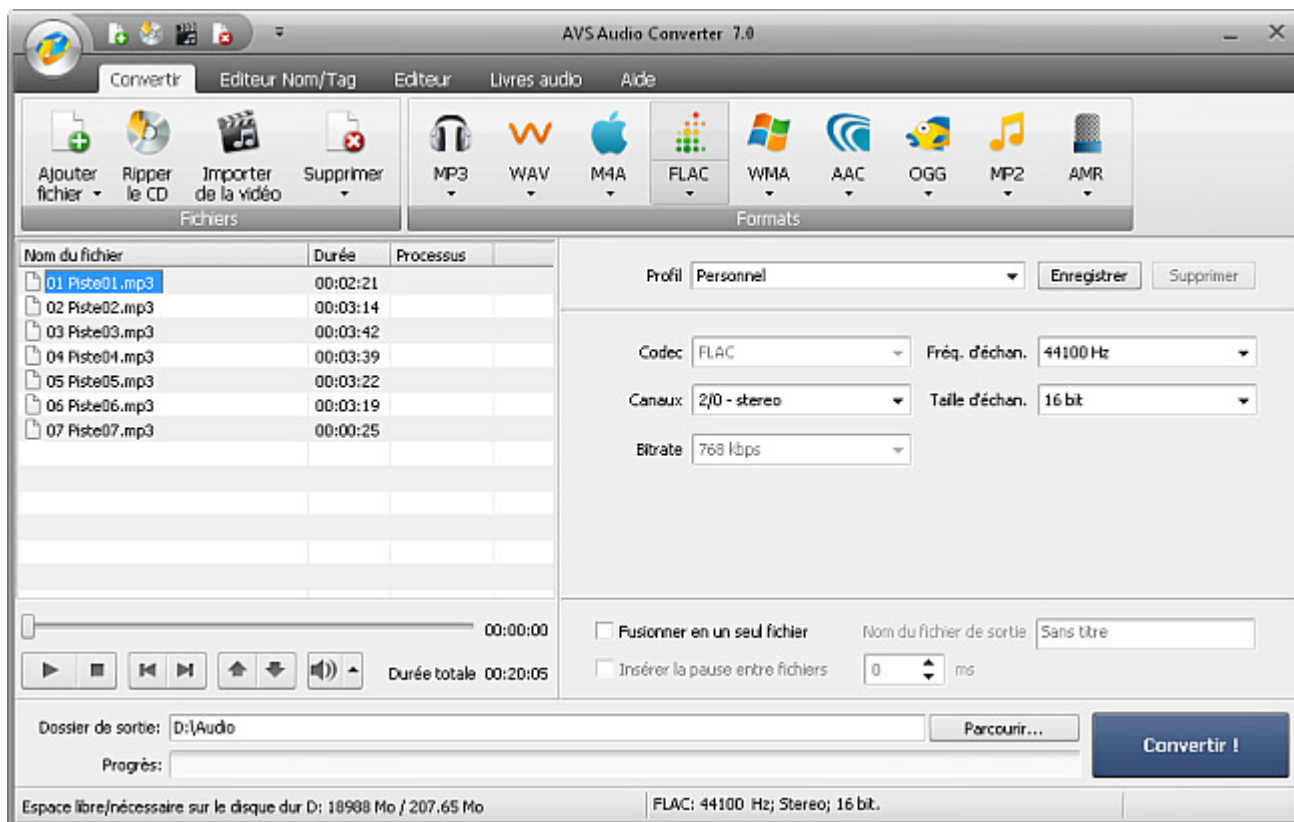 AVS Audio Converter 7.0
Convertir Editeur Nom/Tag Editeur Livres audio Aide
Ajouter fichier Ripper le CD Importer de la vidéo Supprimer MP3 WAV M4A FLAC WMA AAC OGG MP2 AMR
Fichiers Formats
Nom du fichier Durée Processus
01 Piste01.mp3 00:02:21
02 Piste02.mp3 00:03:14
03 Piste03.mp3 00:03:42
04 Piste04.mp3 00:03:39
05 Piste05.mp3 00:03:22
06 Piste06.mp3 00:03:19
07 Piste07.mp3 00:00:25
Profil Personnel Enregistrer Supprimer
Codec FLAC Fréq. d'échan. 44100 Hz
Canaux 2/0 - stereo Taille d'échan. 16 bit
Bitrate 768 kbps
00:00:00
Durée totale 00:20:05
Fusionner en un seul fichier Nom du fichier de sortie Sans titre
Insérer la pause entre fichiers 0 ms
Dossier de sortie: D:\Audio Parcourir...
Progrès:
Convertir !
Espace libre/nécessaire sur le disque dur D: 18988 Mo / 207.65 Mo FLAC: 44100 Hz; Stereo; 16 bit.